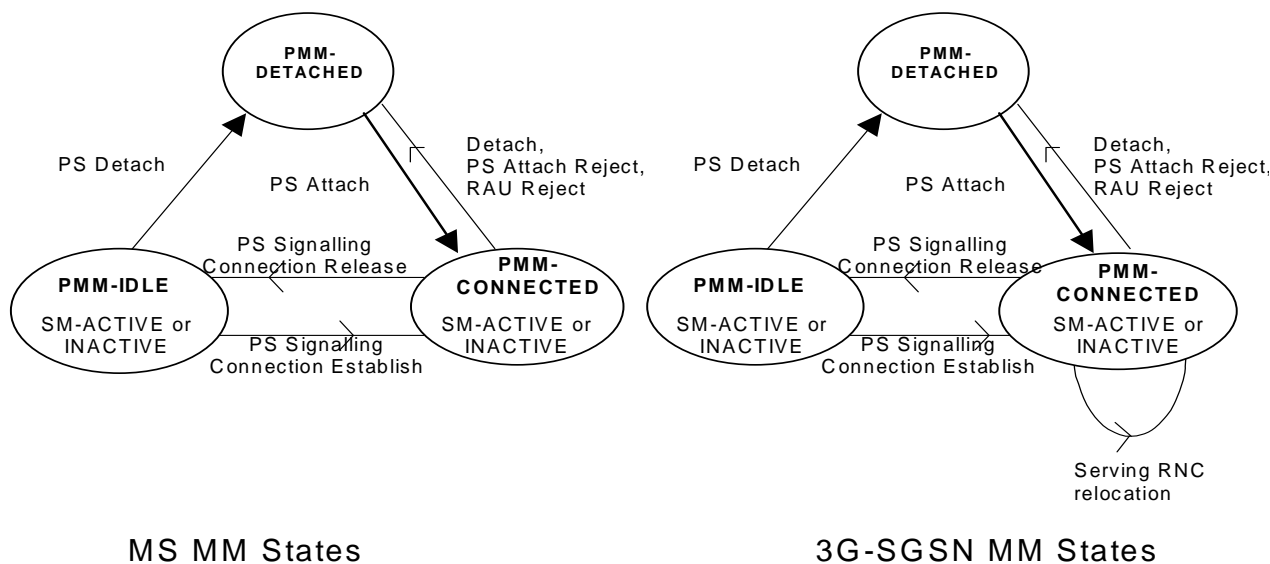 PMM-
DETACHED
PS Detach
PS Attach
Detach,
PS Attach Reject,
RAU Reject
PS Signalling
Connection Release
PMM-IDLE
SM-ACTIVE or
INACTIVE
PMM-
CONNECTED
SM-ACTIVE or
INACTIVE
PS Signalling
Connection Establish
MS MM States
PMM-
DETACHED
PS Detach
PS Attach
Detach,
PS Attach Reject,
RAU Reject
PS Signalling
Connection Release
PMM-IDLE
SM-ACTIVE or
INACTIVE
PMM-
CONNECTED
SM-ACTIVE or
INACTIVE
PS Signalling
Connection Establish
Serving RNC
relocation
3G-SGSN MM States